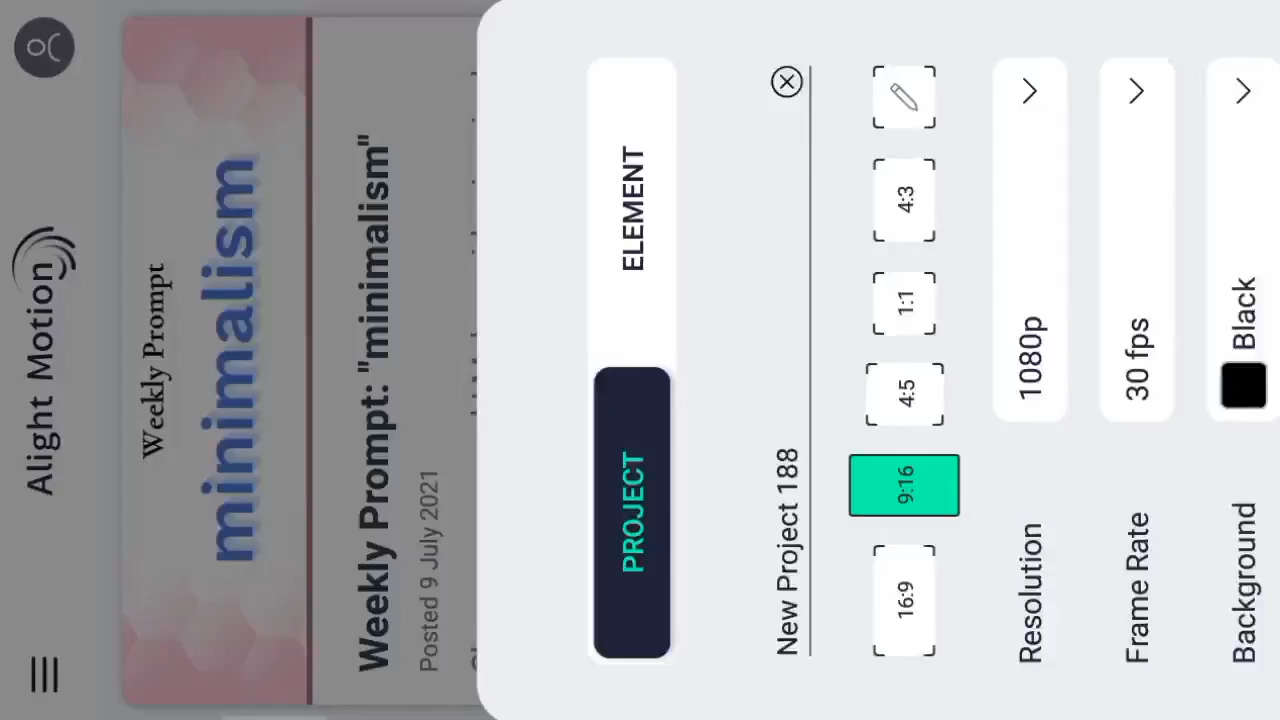 Alight Motion
Weekly Prompt
minimalism
Weekly Prompt: "minimalism"
Posted 9 July 2021
PROJECT
ELEMENT
New Project 188
16:9
9:16
4:5
1:1
4:3
Resolution
1080p
Frame Rate
30 fps
Background
Black